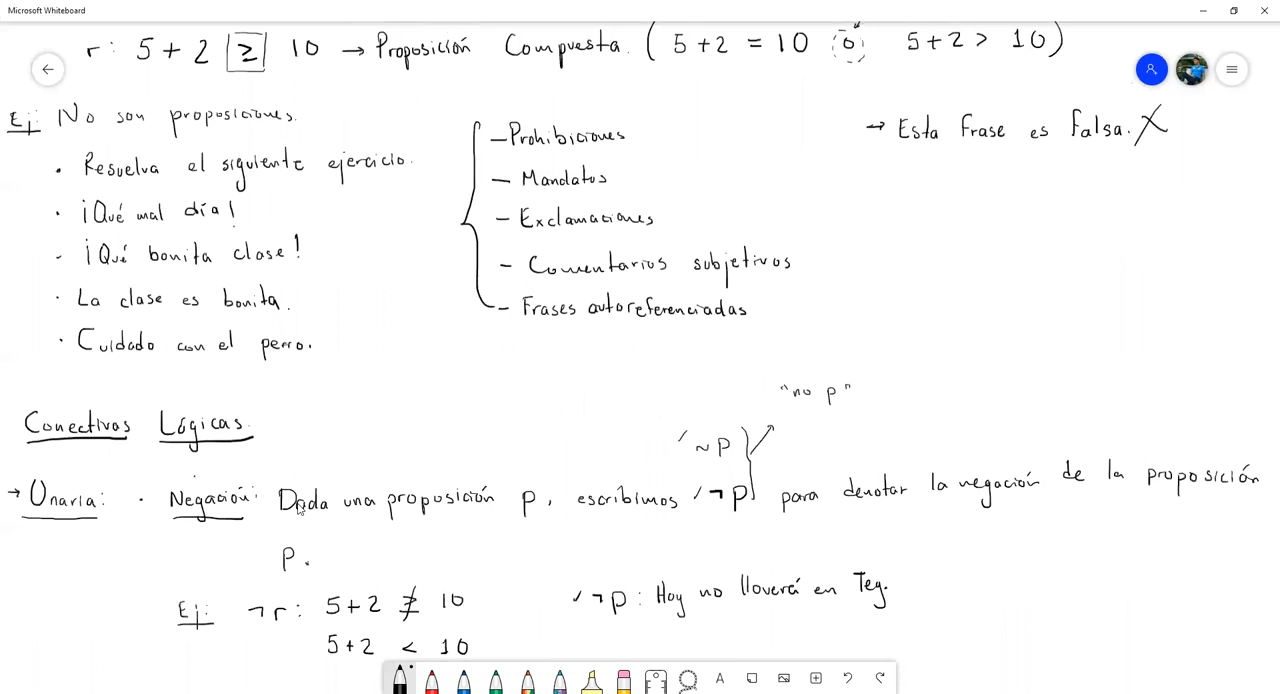 Microsoft Whiteboard
r: 5+2 ≥ 10 → Proposición Compuesta. (5+2 = 10 o 5+2 > 10)
Ej: No son proposiciones.
• Resuelva el siguiente ejercicio.
• ¡Qué mal día!
- ¡Qué bonita clase!
• La clase es bonita.
• Cuidado con el perro.
– Prohibiciones
– Mandatos
– Exclamaciones
– Comentarios subjetivos
– Frases autoreferenciadas
→ Esta Frase es Falsa. X
Conectivos Lógicas.
"no p"
~p
→ Unaria: • Negación: Dada una proposición p, escribimos ¬p para denotar la negación de la proposición
p.
Ej: ¬r: 5+2 ≱ 10
5+2 < 10
¬p: Hoy no lloverá en Teg.
A